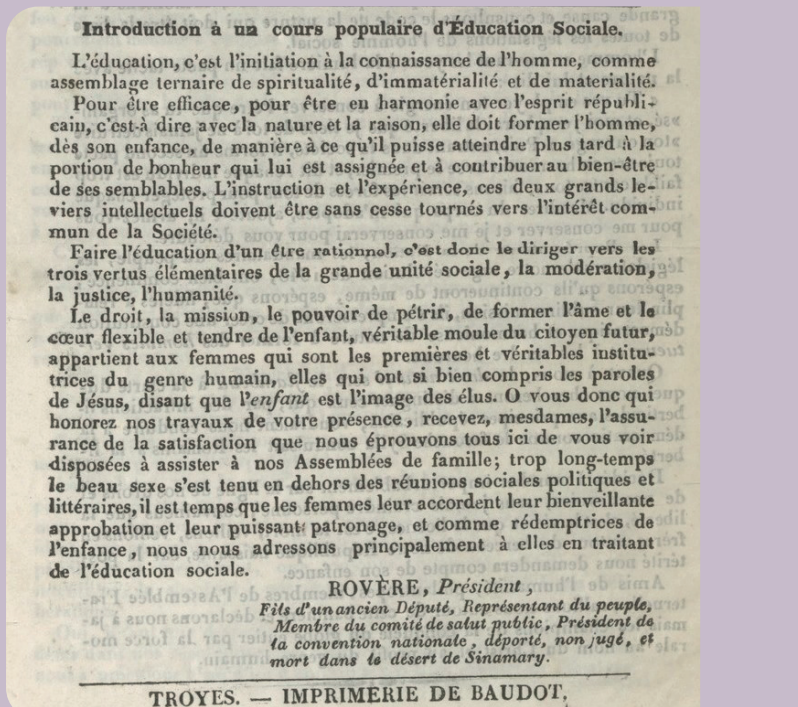 Introduction à un cours populaire d'Éducation Sociale.
L'éducation, c'est l'initiation à la connaissance de l'homme, comme
assemblage ternaire de spiritualité, d'immatérialité et de materialité.
Pour être efficace, pour être en harmonie avec l'esprit républi-
cain, c'est-à dire avec la nature et la raison, elle doit former l'homme,
dès son enfance, de manière à ce qu'il puisse atteindre plus tard à la
portion de bonheur qui lui est assignée et à contribuer au bien-être
de ses semblables. L'instruction et l'expérience, ces deux grands le-
viers intellectuels doivent être sans cesse tournés vers l'intérêt com-
mun de la Société.
Faire l'éducation d'un être rationnel, c'est donc le diriger vers les
trois vertus élémentaires de la grande unité sociale, la modération,
la justice, l'humanité.
Le droit, la mission, le pouvoir de pétrir, de former l'âme et le
cœur flexible et tendre de l'enfant, véritable moule du citoyen futur,
appartient aux femmes qui sont les premières et véritables institu-
trices du genre humain, elles qui ont si bien compris les paroles
de Jésus, disant que l'enfant est l'image des élus. O vous donc qui
honorez nos travaux de votre présence, recevez, mesdames, l'assu-
rance de la satisfaction que nous éprouvons tous ici de vous voir
disposées à assister à nos Assemblées de famille; trop long-temps
le beau sexe s'est tenu en dehors des réunions sociales politiques et
littéraires, il est temps que les femmes leur accordent leur bienveillante
approbation et leur puissant patronage, et comme rédemptrices de
l'enfance, nous nous adressons principalement à elles en traitant
de l'éducation sociale.
ROVÈRE, Président,
Fils d'un ancien Député, Représentant du peuple,
Membre du comité de salut public, Président de
la convention nationale, déporté, non jugé, et
mort dans le désert de Sinamary.
TROYES. — IMPRIMERIE DE BAUDOT.